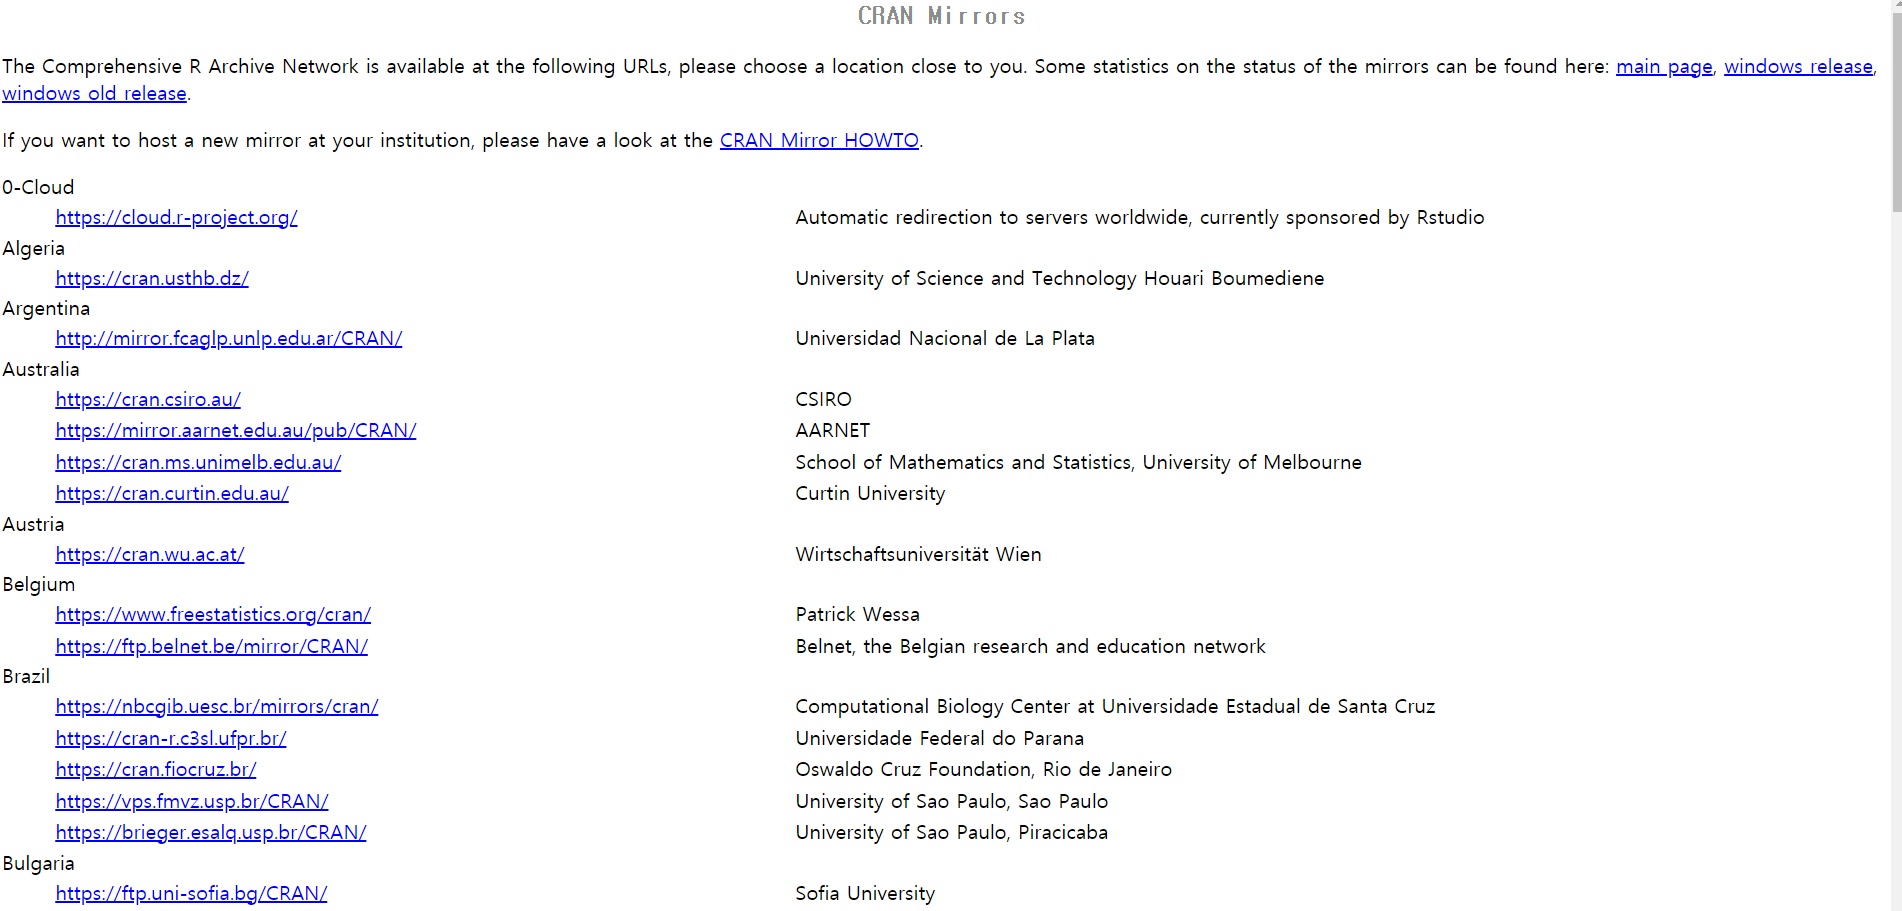 CRAN Mirrors
The Comprehensive R Archive Network is available at the following URLs, please choose a location close to you. Some statistics on the status of the mirrors can be found here: main page, windows release,
windows old release.
If you want to host a new mirror at your institution, please have a look at the CRAN Mirror HOWTO.
0-Cloud
https://cloud.r-project.org/ Automatic redirection to servers worldwide, currently sponsored by Rstudio
Algeria
https://cran.usthb.dz/ University of Science and Technology Houari Boumediene
Argentina
http://mirror.fcaglp.unlp.edu.ar/CRAN/ Universidad Nacional de La Plata
Australia
https://cran.csiro.au/ CSIRO
https://mirror.aarnet.edu.au/pub/CRAN/ AARNET
https://cran.ms.unimelb.edu.au/ School of Mathematics and Statistics, University of Melbourne
https://cran.curtin.edu.au/ Curtin University
Austria
https://cran.wu.ac.at/ Wirtschaftsuniversität Wien
Belgium
https://www.freestatistics.org/cran/ Patrick Wessa
https://ftp.belnet.be/mirror/CRAN/ Belnet, the Belgian research and education network
Brazil
https://nbcgib.uesc.br/mirrors/cran/ Computational Biology Center at Universidade Estadual de Santa Cruz
https://cran-r.c3sl.ufpr.br/ Universidade Federal do Parana
https://cran.fiocruz.br/ Oswaldo Cruz Foundation, Rio de Janeiro
https://vps.fmvz.usp.br/CRAN/ University of Sao Paulo, Sao Paulo
https://brieger.esalq.usp.br/CRAN/ University of Sao Paulo, Piracicaba
Bulgaria
https://ftp.uni-sofia.bg/CRAN/ Sofia University